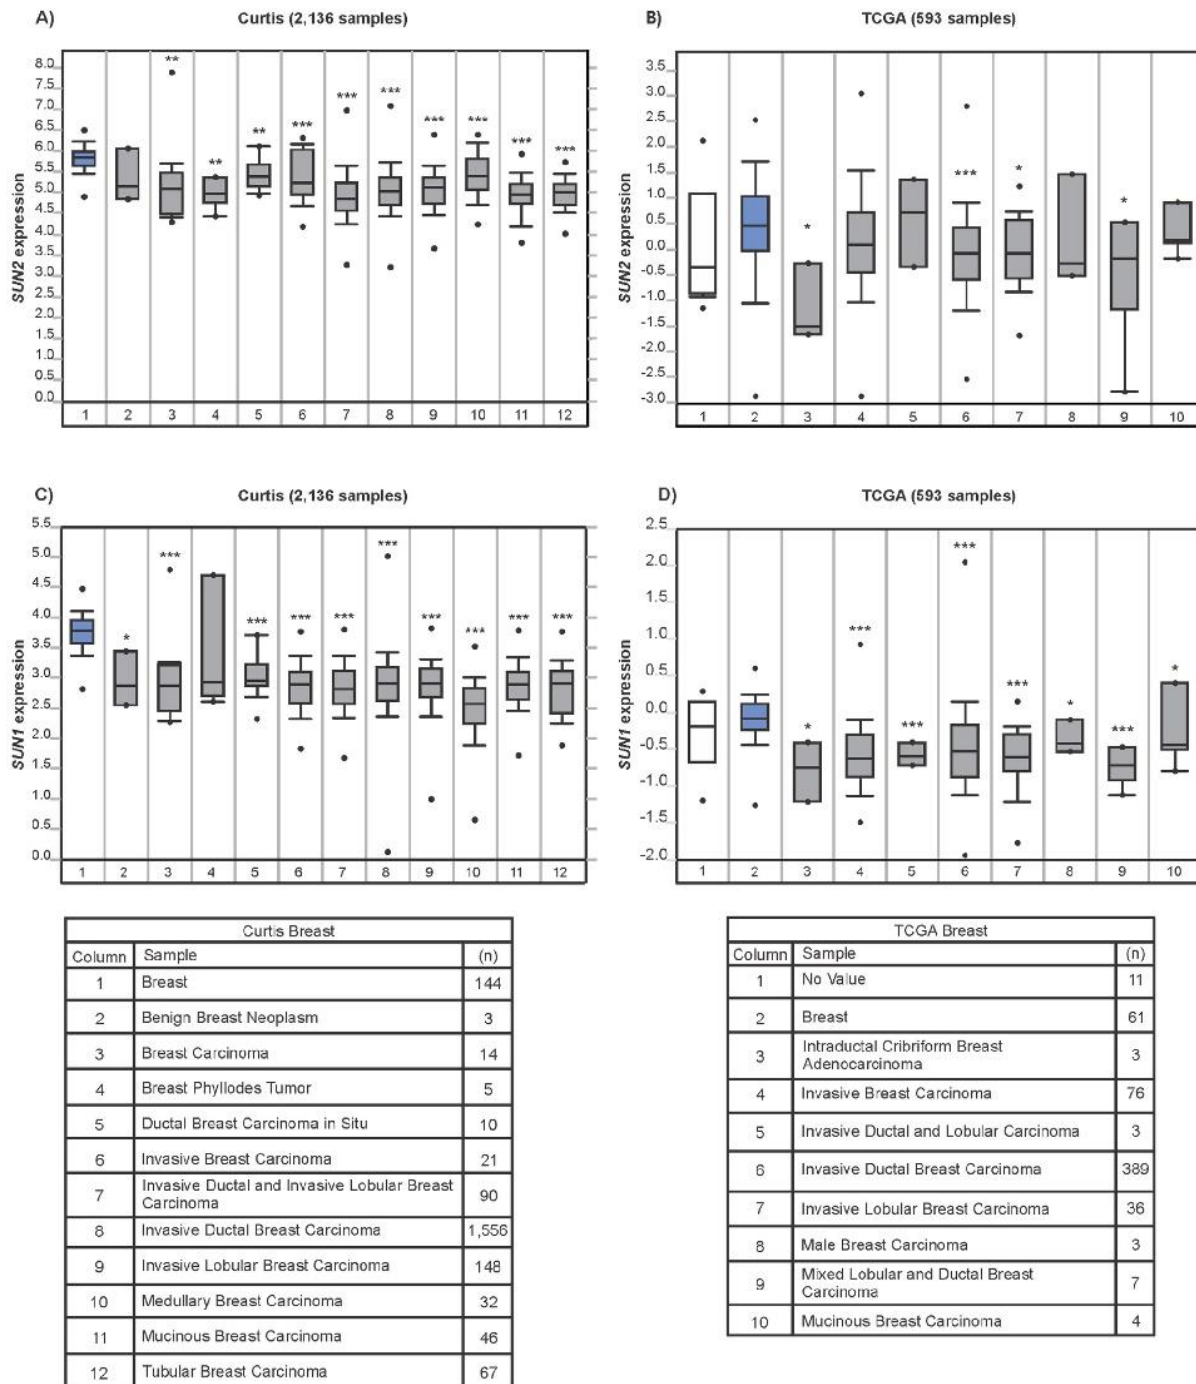 A)
Curtis (2,136 samples)
SUN2 expression
8.0
7.5
7.0
6.5
6.0
5.5
5.0
4.5
4.0
3.5
3.0
2.5
2.0
1.5
1.0
0.5
0.0
** ** ** *** *** *** *** *** *** ***
1 2 3 4 5 6 7 8 9 10 11 12
B)
TCGA (593 samples)
SUN2 expression
3.5
2.5
2.0
1.5
1.0
0.5
0.0
-0.5
-1.0
-1.5
-2.0
-2.5
-3.0
* *** * *
1 2 3 4 5 6 7 8 9 10
C)
Curtis (2,136 samples)
SUN1 expression
5.5
5.0
4.5
4.0
3.5
3.0
2.5
2.0
1.5
1.0
0.5
0.0
* *** *** *** *** *** *** *** *** ***
1 2 3 4 5 6 7 8 9 10 11 12
D)
TCGA (593 samples)
SUN1 expression
2.5
2.0
1.5
1.0
0.5
0.0
-0.5
-1.0
-1.5
-2.0
* *** *** *** *** * *** *
1 2 3 4 5 6 7 8 9 10
Curtis Breast
Column Sample (n)
1 Breast 144
2 Benign Breast Neoplasm 3
3 Breast Carcinoma 14
4 Breast Phyllodes Tumor 5
5 Ductal Breast Carcinoma in Situ 10
6 Invasive Breast Carcinoma 21
7 Invasive Ductal and Invasive Lobular Breast
Carcinoma 90
8 Invasive Ductal Breast Carcinoma 1,556
9 Invasive Lobular Breast Carcinoma 148
10 Medullary Breast Carcinoma 32
11 Mucinous Breast Carcinoma 46
12 Tubular Breast Carcinoma 67
TCGA Breast
Column Sample (n)
1 No Value 11
2 Breast 61
3 Intraductal Cribriform Breast
Adenocarcinoma 3
4 Invasive Breast Carcinoma 76
5 Invasive Ductal and Lobular Carcinoma 3
6 Invasive Ductal Breast Carcinoma 389
7 Invasive Lobular Breast Carcinoma 36
8 Male Breast Carcinoma 3
9 Mixed Lobular and Ductal Breast
Carcinoma 7
10 Mucinous Breast Carcinoma 4